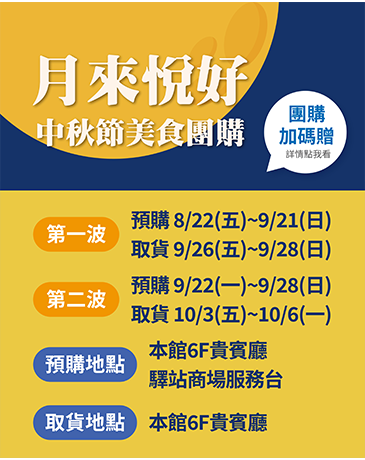 月來悅好
中秋節美食團購
團購
加碼贈
詳情點我看
第一波
預購 8/22(五)~9/21(日)
取貨 9/26(五)~9/28(日)
第二波
預購 9/22(一)~9/28(日)
取貨 10/3(五)~10/6(一)
預購地點
本館6F貴賓廳
驛站商場服務台
取貨地點
本館6F貴賓廳